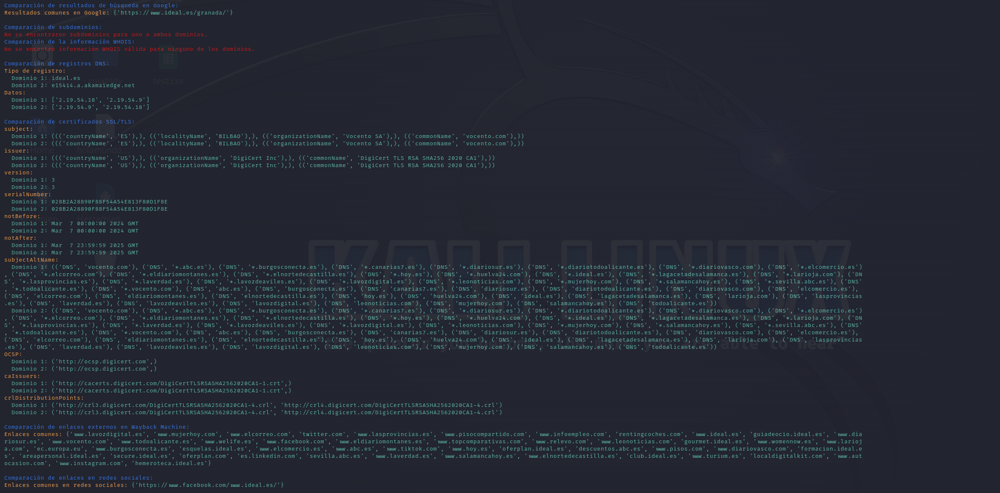 Comparación de resultados de búsqueda en Google:
Resultados comunes en Google: {'https://www.ideal.es/granada/'}
Comparación de subdominios:
No se encontraron subdominios para uno o ambos dominios.
Comparación de la información WHOIS:
No se encontró información WHOIS válida para ninguno de los dominios.
Comparación de registros DNS:
Tipo de registro:
Dominio 1: ideal.es
Dominio 2: e15414.a.akamaiedge.net
Datos:
Dominio 1: ['2.19.54.18', '2.19.54.9']
Dominio 2: ['2.19.54.9', '2.19.54.18']
Comparación de certificados SSL/TLS:
subject:
Dominio 1: ((('countryName', 'ES'),), (('localityName', 'BILBAO'),), (('organizationName', 'Vocento SA'),), (('commonName', 'vocento.com'),))
Dominio 2: ((('countryName', 'ES'),), (('localityName', 'BILBAO'),), (('organizationName', 'Vocento SA'),), (('commonName', 'vocento.com'),))
issuer:
Dominio 1: ((('countryName', 'US'),), (('organizationName', 'DigiCert Inc'),), (('commonName', 'DigiCert TLS RSA SHA256 2020 CA1'),))
Dominio 2: ((('countryName', 'US'),), (('organizationName', 'DigiCert Inc'),), (('commonName', 'DigiCert TLS RSA SHA256 2020 CA1'),))
version:
Dominio 1: 3
Dominio 2: 3
serialNumber:
Dominio 1: 028B2A28890F88F54A54E813F80D1F8E
Dominio 2: 028B2A28890F88F54A54E813F80D1F8E
notBefore:
Dominio 1: Mar  7 00:00:00 2024 GMT
Dominio 2: Mar  7 00:00:00 2024 GMT
notAfter:
Dominio 1: Mar  7 23:59:59 2025 GMT
Dominio 2: Mar  7 23:59:59 2025 GMT
subjectAltName:
Dominio 1: (('DNS', 'vocento.com'), ('DNS', '*.abc.es'), ('DNS', '*.burgosconecta.es'), ('DNS', '*.canarias7.es'), ('DNS', '*.diariosur.es'), ('DNS', '*.diariotodoalicante.es'), ('DNS', '*.diariovasco.com'), ('DNS', '*.elcomercio.es')
, ('DNS', '*.elcorreo.com'), ('DNS', '*.eldiariomontanes.es'), ('DNS', '*.elnortedecastilla.es'), ('DNS', '*.hoy.es'), ('DNS', '*.huelva24.com'), ('DNS', '*.ideal.es'), ('DNS', '*.lagacetadesalamanca.es'), ('DNS', '*.larioja.com'), ('DN
S', '*.lasprovincias.es'), ('DNS', '*.laverdad.es'), ('DNS', '*.lavozdeaviles.es'), ('DNS', '*.lavozdigital.es'), ('DNS', '*.leonoticias.com'), ('DNS', '*.mujerhoy.com'), ('DNS', '*.salamancahoy.es'), ('DNS', '*.sevilla.abc.es'), ('DNS'
, '*.todoalicante.es'), ('DNS', '*.vocento.com'), ('DNS', 'abc.es'), ('DNS', 'burgosconecta.es'), ('DNS', 'canarias7.es'), ('DNS', 'diariosur.es'), ('DNS', 'diariotodoalicante.es'), ('DNS', 'diariovasco.com'), ('DNS', 'elcomercio.es'),
('DNS', 'elcorreo.com'), ('DNS', 'eldiariomontanes.es'), ('DNS', 'elnortedecastilla.es'), ('DNS', 'hoy.es'), ('DNS', 'huelva24.com'), ('DNS', 'ideal.es'), ('DNS', 'lagacetadesalamanca.es'), ('DNS', 'larioja.com'), ('DNS', 'lasprovincias
.es'), ('DNS', 'laverdad.es'), ('DNS', 'lavozdeaviles.es'), ('DNS', 'lavozdigital.es'), ('DNS', 'leonoticias.com'), ('DNS', 'mujerhoy.com'), ('DNS', 'salamancahoy.es'), ('DNS', 'todoalicante.es'))
Dominio 2: (('DNS', 'vocento.com'), ('DNS', '*.abc.es'), ('DNS', '*.burgosconecta.es'), ('DNS', '*.canarias7.es'), ('DNS', '*.diariosur.es'), ('DNS', '*.diariotodoalicante.es'), ('DNS', '*.diariovasco.com'), ('DNS', '*.elcomercio.es')
, ('DNS', '*.elcorreo.com'), ('DNS', '*.eldiariomontanes.es'), ('DNS', '*.elnortedecastilla.es'), ('DNS', '*.hoy.es'), ('DNS', '*.huelva24.com'), ('DNS', '*.ideal.es'), ('DNS', '*.lagacetadesalamanca.es'), ('DNS', '*.larioja.com'), ('DN
S', '*.lasprovincias.es'), ('DNS', '*.laverdad.es'), ('DNS', '*.lavozdeaviles.es'), ('DNS', '*.lavozdigital.es'), ('DNS', '*.leonoticias.com'), ('DNS', '*.mujerhoy.com'), ('DNS', '*.salamancahoy.es'), ('DNS', '*.sevilla.abc.es'), ('DNS'
, '*.todoalicante.es'), ('DNS', '*.vocento.com'), ('DNS', 'abc.es'), ('DNS', 'burgosconecta.es'), ('DNS', 'canarias7.es'), ('DNS', 'diariosur.es'), ('DNS', 'diariotodoalicante.es'), ('DNS', 'diariovasco.com'), ('DNS', 'elcomercio.es'),
('DNS', 'elcorreo.com'), ('DNS', 'eldiariomontanes.es'), ('DNS', 'elnortedecastilla.es'), ('DNS', 'hoy.es'), ('DNS', 'huelva24.com'), ('DNS', 'ideal.es'), ('DNS', 'lagacetadesalamanca.es'), ('DNS', 'larioja.com'), ('DNS', 'lasprovincias
.es'), ('DNS', 'laverdad.es'), ('DNS', 'lavozdeaviles.es'), ('DNS', 'lavozdigital.es'), ('DNS', 'leonoticias.com'), ('DNS', 'mujerhoy.com'), ('DNS', 'salamancahoy.es'), ('DNS', 'todoalicante.es'))
OCSP:
Dominio 1: ('http://ocsp.digicert.com',)
Dominio 2: ('http://ocsp.digicert.com',)
caIssuers:
Dominio 1: ('http://cacerts.digicert.com/DigiCertTLSRSASHA2562020CA1-1.crt',)
Dominio 2: ('http://cacerts.digicert.com/DigiCertTLSRSASHA2562020CA1-1.crt',)
crlDistributionPoints:
Dominio 1: ('http://crl3.digicert.com/DigiCertTLSRSASHA2562020CA1-4.crl', 'http://crl4.digicert.com/DigiCertTLSRSASHA2562020CA1-4.crl')
Dominio 2: ('http://crl3.digicert.com/DigiCertTLSRSASHA2562020CA1-4.crl', 'http://crl4.digicert.com/DigiCertTLSRSASHA2562020CA1-4.crl')
Comparación de enlaces externos en Wayback Machine:
Enlaces comunes: {'www.lavozdigital.es', 'www.mujerhoy.com', 'www.elcorreo.com', 'twitter.com', 'www.lasprovincias.es', 'www.pisocompartido.com', 'www.infoempleo.com', 'rentingcoches.com', 'www.ideal.es', 'guiadeocio.ideal.es', 'www.dia
riosur.es', 'www.vocento.com', 'www.todoalicante.es', 'www.welife.es', 'www.facebook.com', 'www.eldiariomontanes.es', 'www.topcomparativas.com', 'www.relevo.com', 'www.leonoticias.com', 'gourmet.ideal.es', 'www.womennow.es', 'www.larioj
a.com', 'ec.europa.eu', 'www.burgosconecta.es', 'esquelas.ideal.es', 'www.elcomercio.es', 'www.abc.es', 'www.tiktok.com', 'www.hoy.es', 'oferplan.ideal.es', 'descuentos.abc.es', 'www.pisos.com', 'www.diariovasco.com', 'formacion.ideal.e
s', 'areapersonal.ideal.es', 'secure.ideal.es', 'oferplan.com', 'es.linkedin.com', 'sevilla.abc.es', 'www.laverdad.es', 'www.salamancahoy.es', 'www.elnortedecastilla.es', 'club.ideal.es', 'www.turium.es', 'localdigitalkit.com', 'www.aut
ocasion.com', 'www.instagram.com', 'hemeroteca.ideal.es'}
Comparación de enlaces en redes sociales:
Enlaces comunes en redes sociales: {'https://www.facebook.com/www.ideal.es/'}
volatility
test.csv
Home
KALI LINUX
able to hear